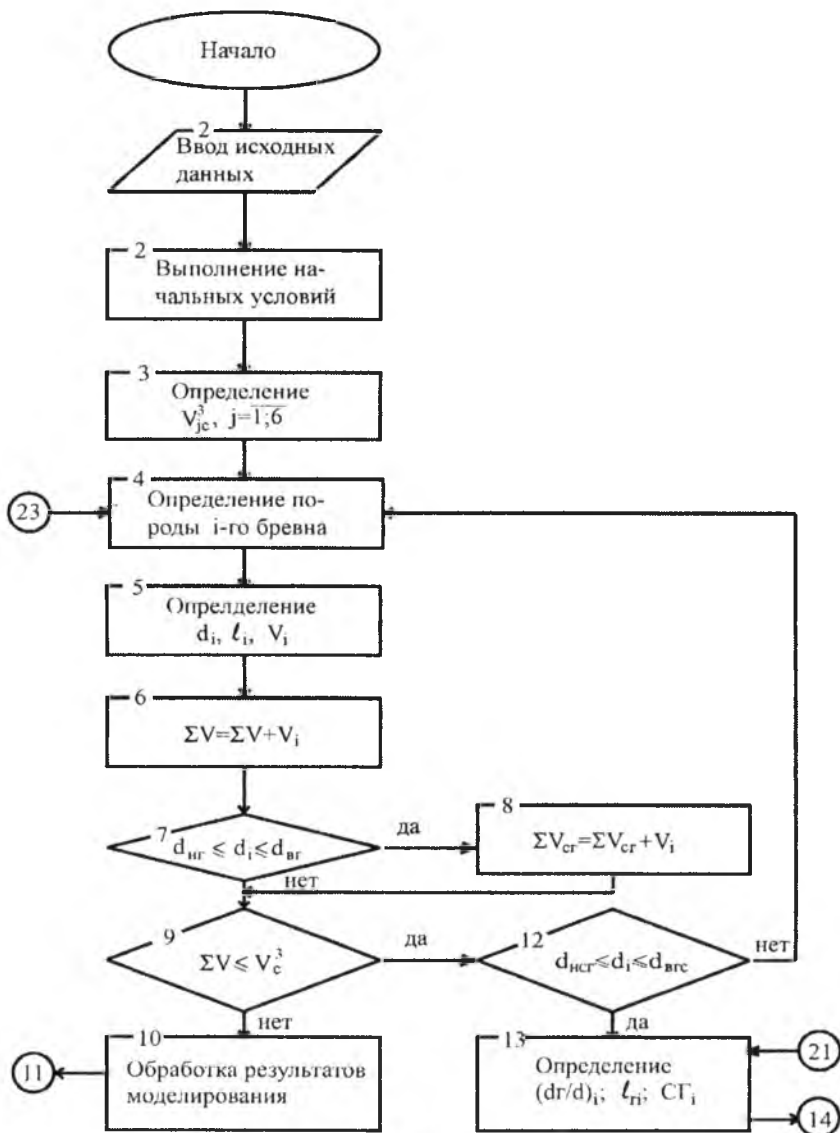 Начало
2
Ввод исходных
данных
2
Выполнение на-
чальных условий
3
Определение
V³jc, j=1;6
4
23
Определение по-
роды i-го бревна
5
Опрелделение
di, ℓi, Vi
6
ΣV=ΣV+Vi
7
dнг ≤ di ≤ dвг
да
8
ΣVсг=ΣVсг+Vi
нет
9
ΣV ≤ Vс³
да
12
dнсг≤di≤dвгс
нет
нет
да
10
11
Обработка результатов
моделирования
13
Определение
(dг/d)i; ℓгi; СГi
21
14